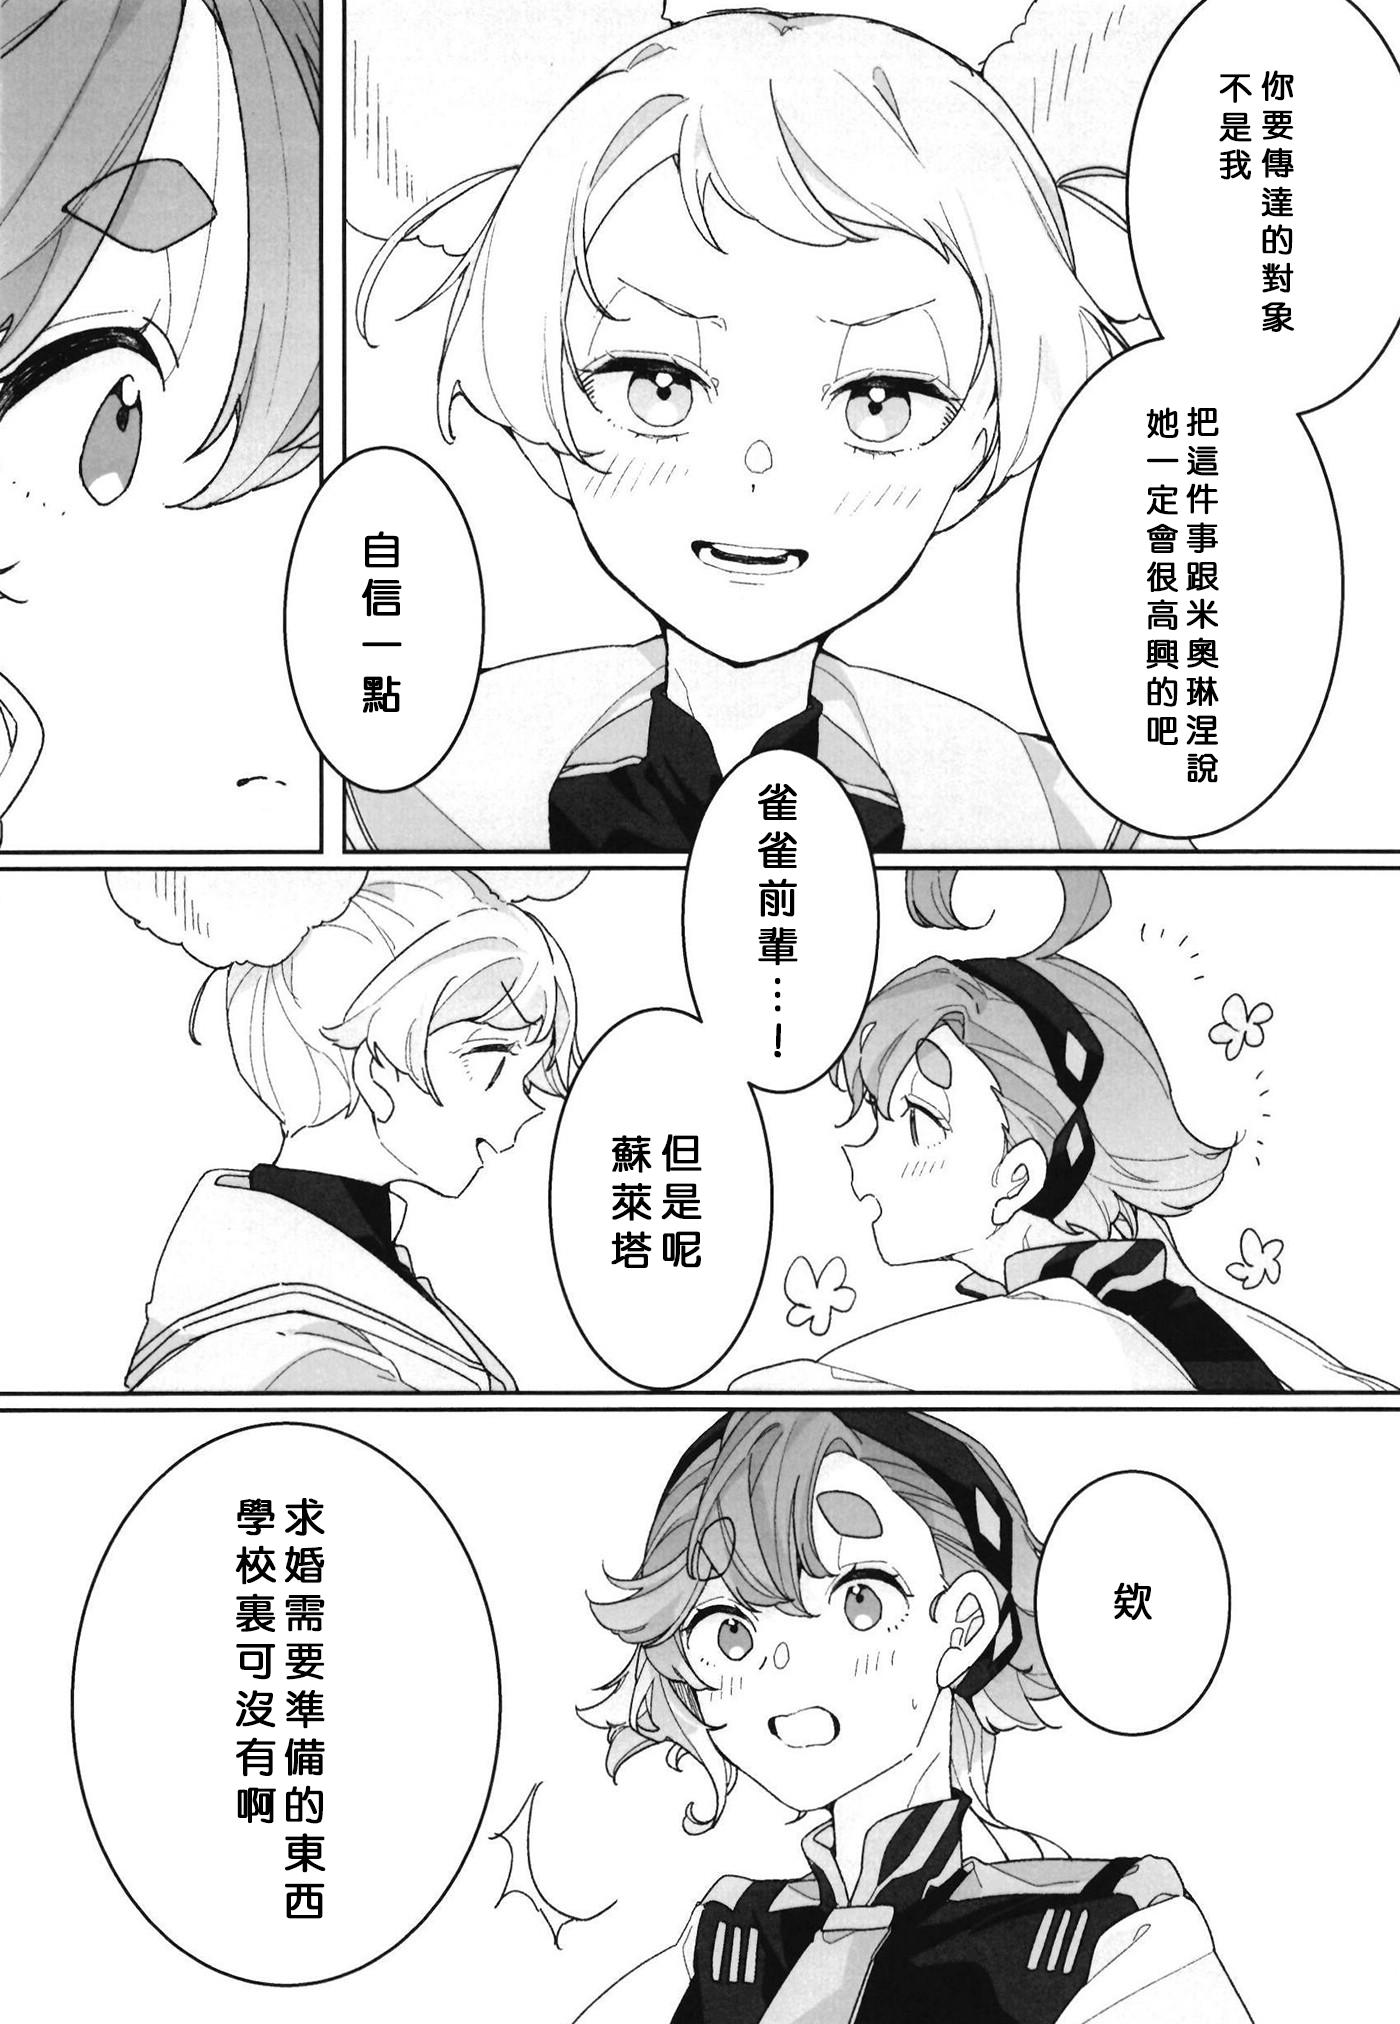 你要傳達的對象
不是我
把這件事跟米奧琳涅說
她一定會很高興的吧
自信一點
雀雀前輩…！
但是呢
蘇萊塔
欸
求婚需要準備的東西
學校裏可沒有啊